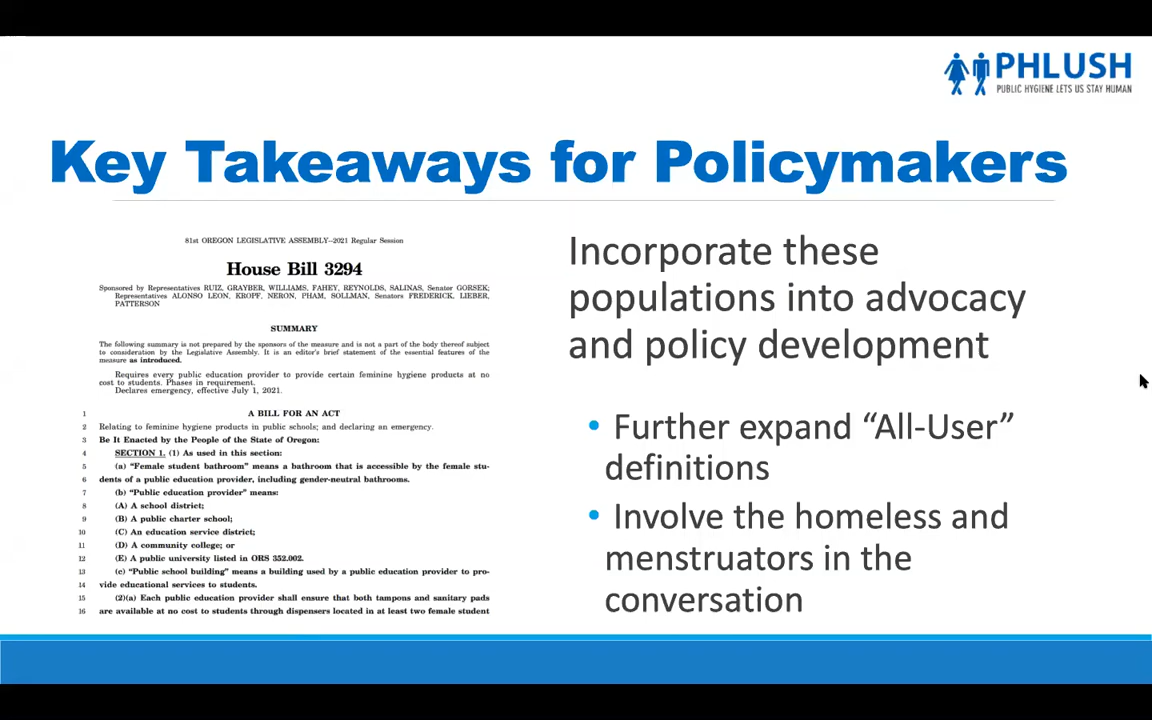 PHLUSH
PUBLIC HYGIENE LETS US STAY HUMAN
Key Takeaways for Policymakers
81st OREGON LEGISLATIVE ASSEMBLY--2021 Regular Session
House Bill 3294
Sponsored by Representatives RUIZ, GRAYBER, WILLIAMS, FAHEY, REYNOLDS, SALINAS, Senator GORSEK;
Representatives ALONSO LEON, KROPF, NERON, PHAM, SOLLMAN, Senators FREDERICK, LIEBER,
PATTERSON
SUMMARY
The following summary is not prepared by the sponsors of the measure and is not a part of the body thereof subject
to consideration by the Legislative Assembly. It is an editor's brief statement of the essential features of the
measure as introduced.
Requires every public education provider to provide certain feminine hygiene products at no
cost to students. Phases in requirement.
Declares emergency, effective July 1, 2021.
1 A BILL FOR AN ACT
2 Relating to feminine hygiene products in public schools; and declaring an emergency.
3 Be It Enacted by the People of the State of Oregon:
4 SECTION 1. (1) As used in this section:
5 (a) "Female student bathroom" means a bathroom that is accessible by the female stu-
6 dents of a public education provider, including gender-neutral bathrooms.
7 (b) "Public education provider" means:
8 (A) A school district;
9 (B) A public charter school;
10 (C) An education service district;
11 (D) A community college; or
12 (E) A public university listed in ORS 352.002.
13 (c) "Public school building" means a building used by a public education provider to pro-
14 vide educational services to students.
15 (2)(a) Each public education provider shall ensure that both tampons and sanitary pads
16 are available at no cost to students through dispensers located in at least two female student
Incorporate these
populations into advocacy
and policy development
• Further expand “All-User”
definitions
• Involve the homeless and
menstruators in the
conversation